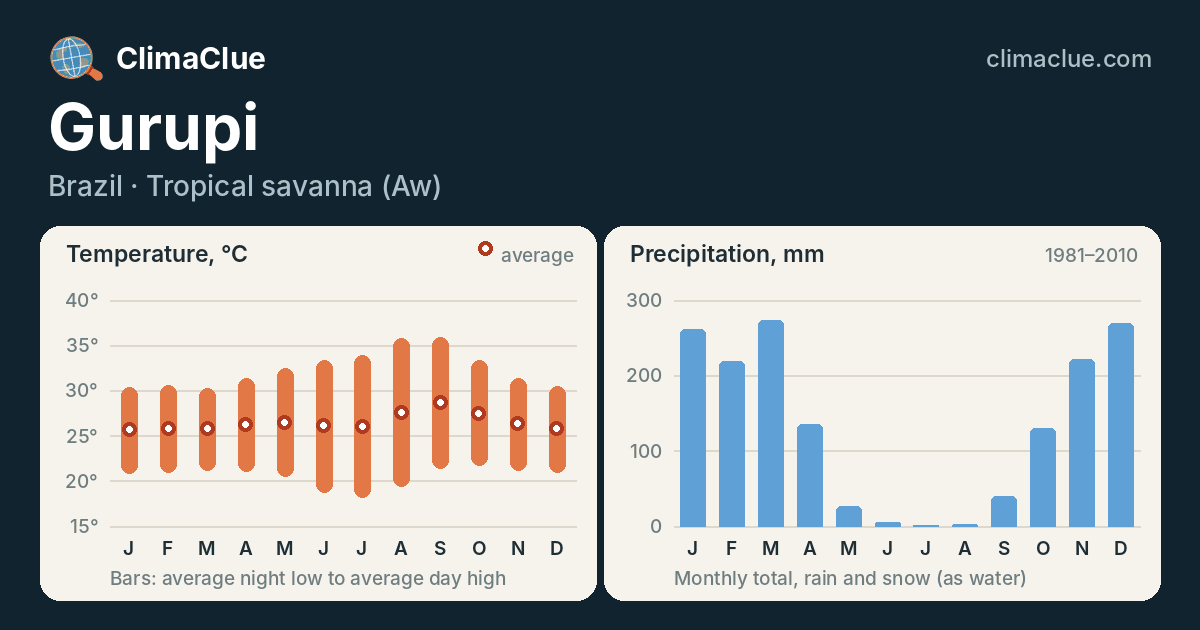 ClimaClue
climaclue.com
Gurupi
Brazil · Tropical savanna (Aw)
Temperature, °C
average
40°
35°
30°
25°
20°
15°
J F M A M J J A S O N D
Bars: average night low to average day high
Precipitation, mm
1981–2010
300
200
100
0
J F M A M J J A S O N D
Monthly total, rain and snow (as water)